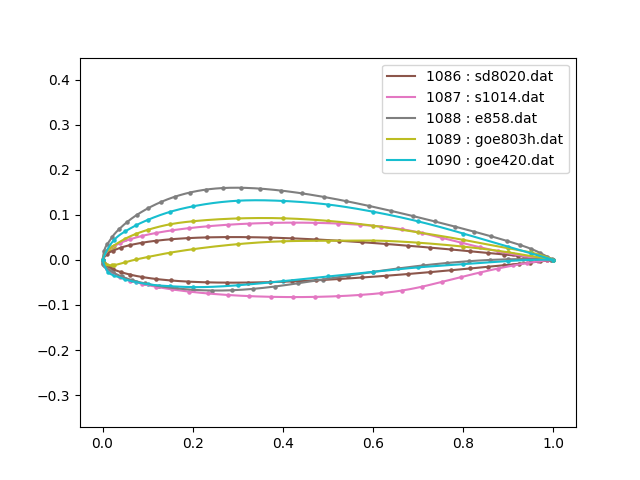 0.4
0.3
0.2
0.1
0.0
−0.1
−0.2
−0.3
0.0 0.2 0.4 0.6 0.8 1.0
1086 : sd8020.dat
1087 : s1014.dat
1088 : e858.dat
1089 : goe803h.dat
1090 : goe420.dat